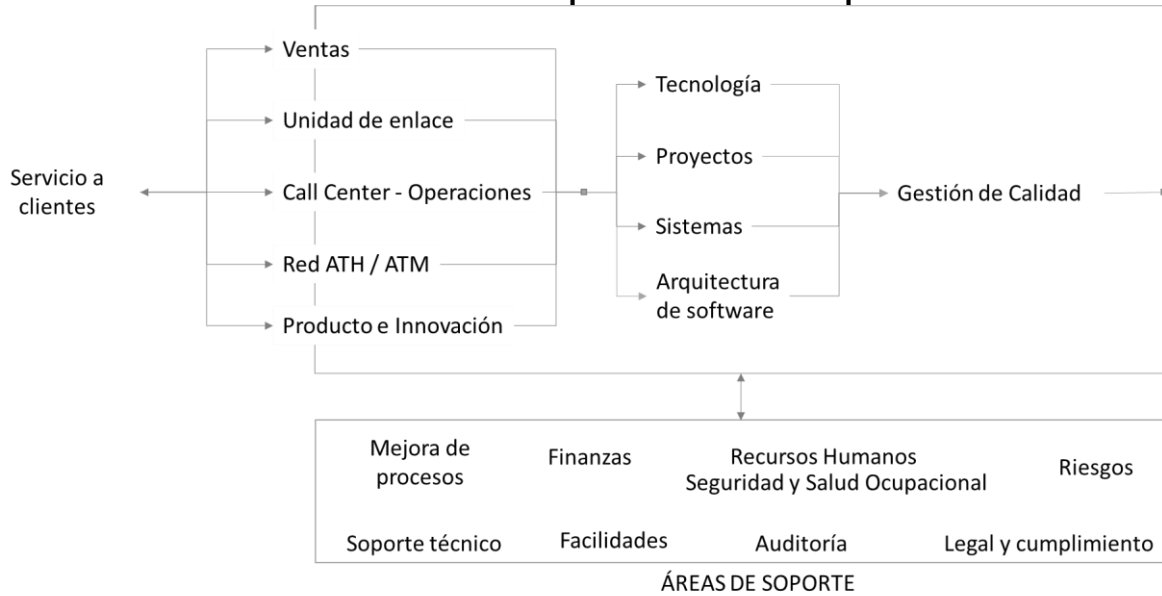 Servicio a
clientes
Ventas
Unidad de enlace
Call Center - Operaciones
Red ATH / ATM
Producto e Innovación
Tecnología
Proyectos
Sistemas
Arquitectura
de software
Gestión de Calidad
Mejora de
procesos
Finanzas
Recursos Humanos
Seguridad y Salud Ocupacional
Riesgos
Soporte técnico
Facilidades
Auditoría
Legal y cumplimiento
ÁREAS DE SOPORTE